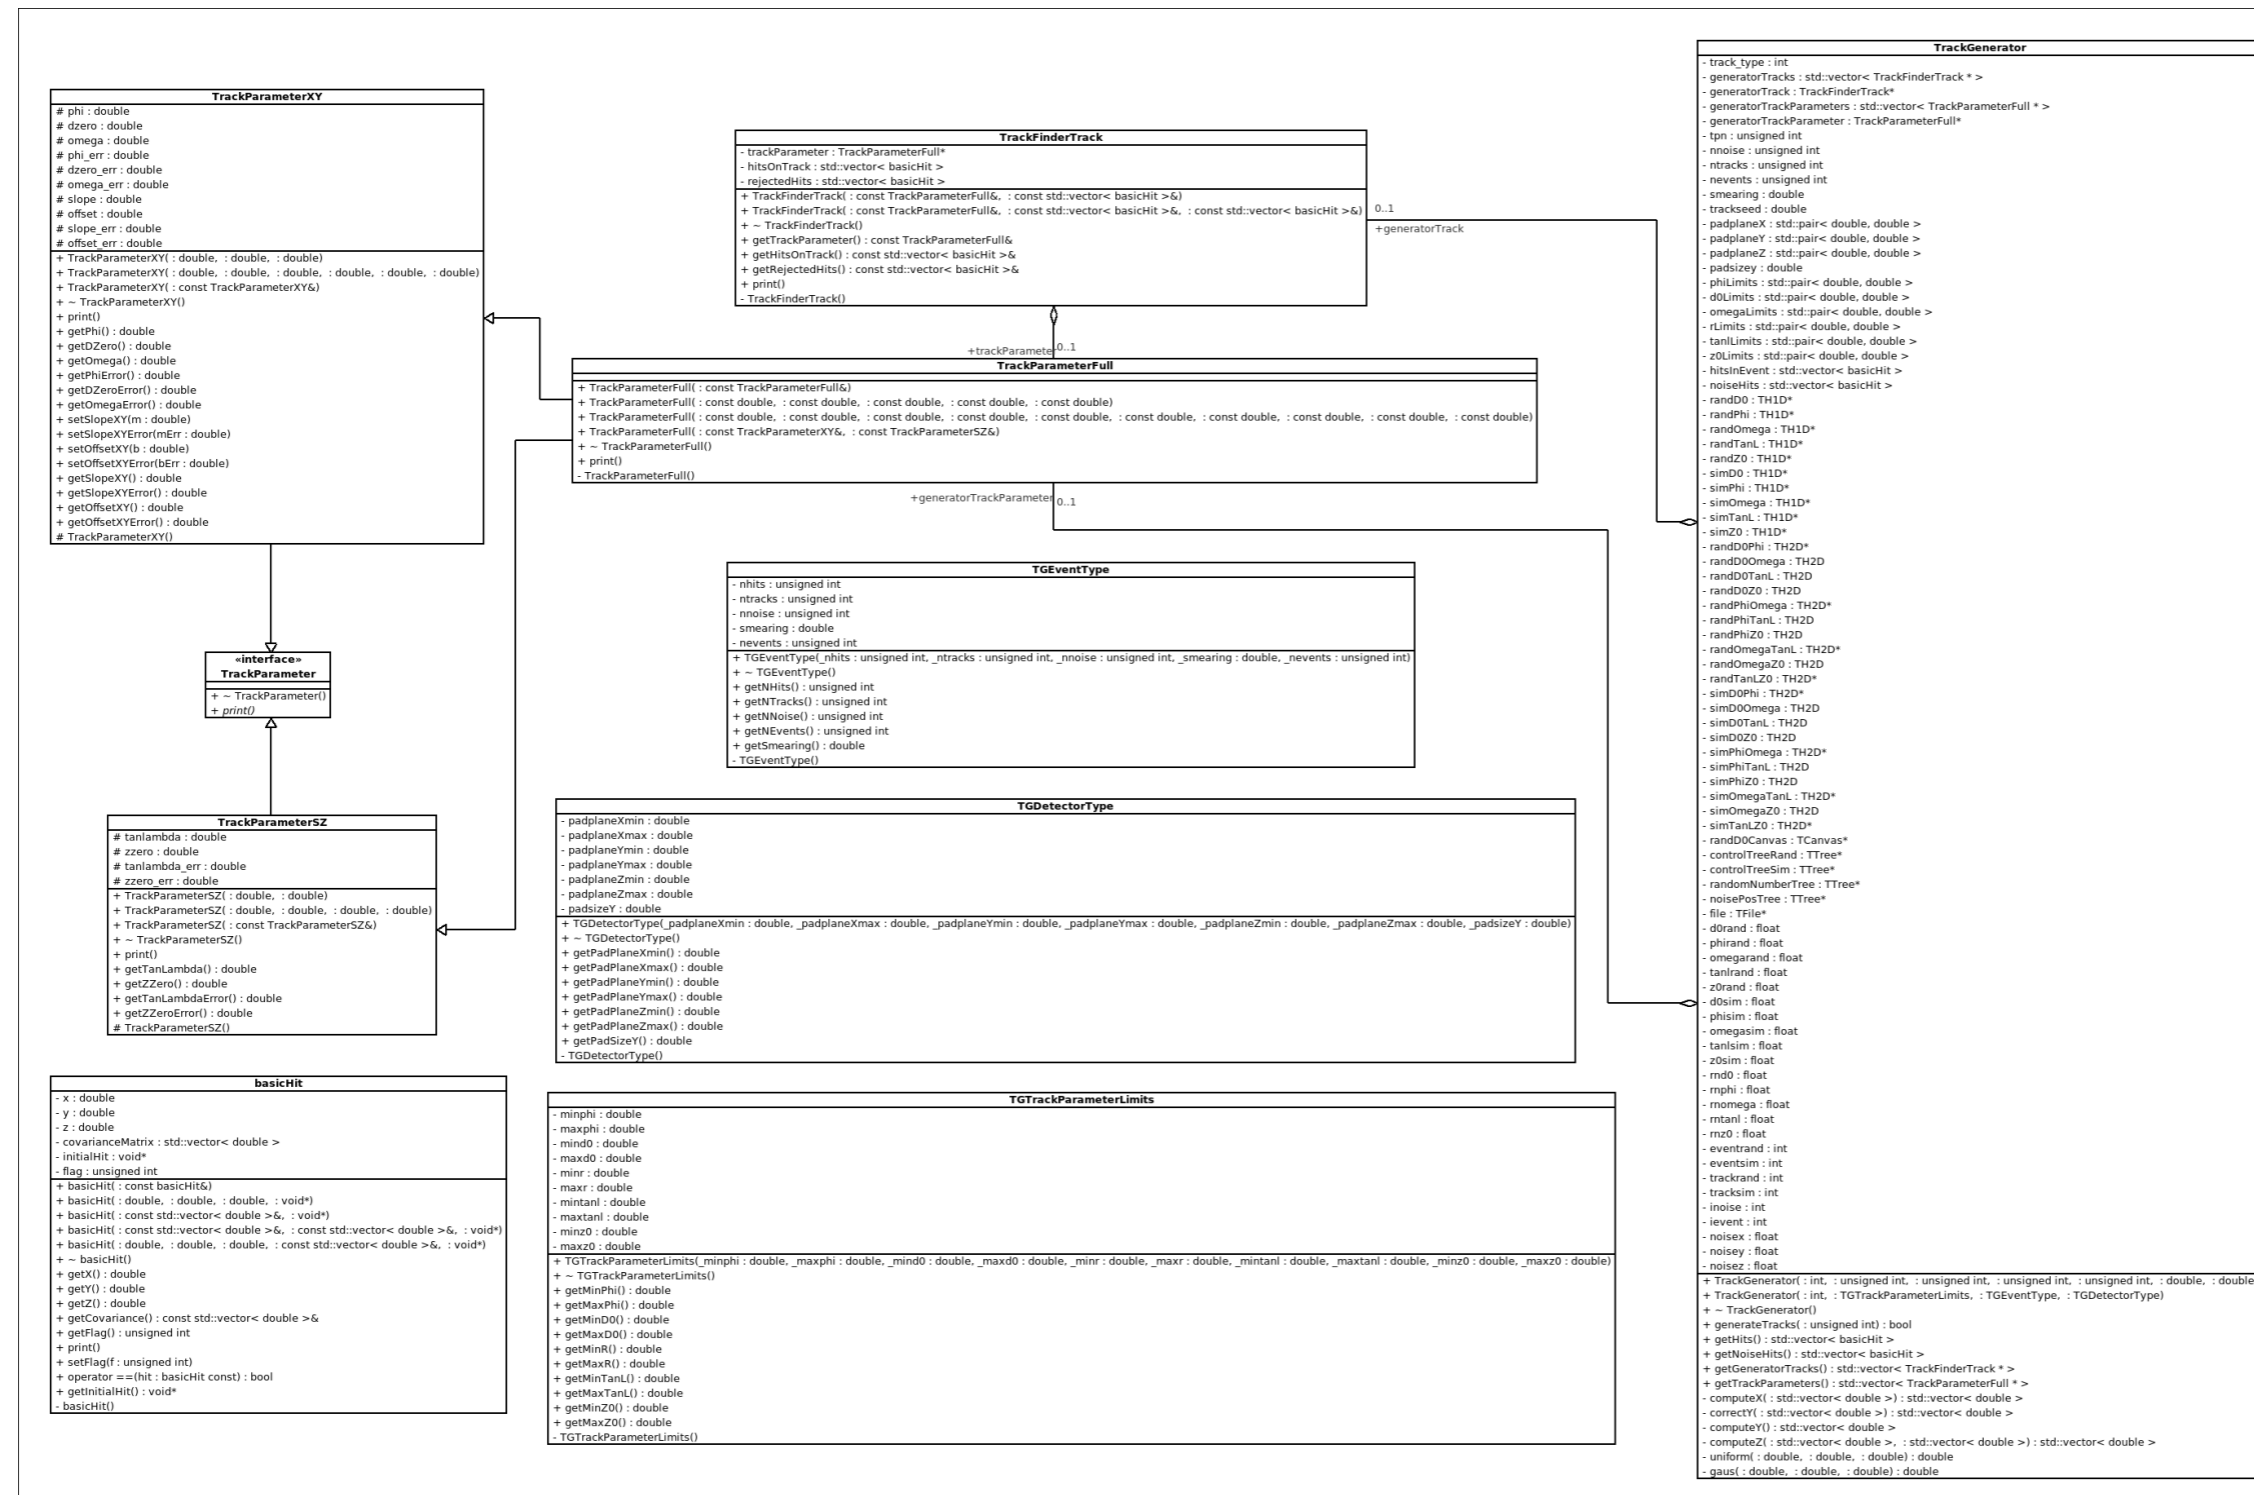 TrackParameterXY
# phi : double
# dzero : double
# omega : double
# phi_err : double
# dzero_err : double
# omega_err : double
# slope : double
# offset : double
# slope_err : double
# offset_err : double
+ TrackParameterXY( : double,  : double,  : double)
+ TrackParameterXY( : double,  : double,  : double,  : double,  : double,  : double)
+ TrackParameterXY( : const TrackParameterXY&)
+ ~ TrackParameterXY()
+ print()
+ getPhi() : double
+ getDZero() : double
+ getOmega() : double
+ getPhiError() : double
+ getDZeroError() : double
+ getOmegaError() : double
+ setSlopeXY(m : double)
+ setSlopeXYError(mErr : double)
+ setOffsetXY(b : double)
+ setOffsetXYError(bErr : double)
+ getSlopeXY() : double
+ getSlopeXYError() : double
+ getOffsetXY() : double
+ getOffsetXYError() : double
# TrackParameterXY()
«interface»
TrackParameter
+ ~ TrackParameter()
+ print()
TrackParameterSZ
# tanlambda : double
# zzero : double
# tanlambda_err : double
# zzero_err : double
+ TrackParameterSZ( : double,  : double)
+ TrackParameterSZ( : double,  : double,  : double,  : double)
+ TrackParameterSZ( : const TrackParameterSZ&)
+ ~ TrackParameterSZ()
+ print()
+ getTanLambda() : double
+ getZZero() : double
+ getTanLambdaError() : double
+ getZZeroError() : double
# TrackParameterSZ()
basicHit
- x : double
- y : double
- z : double
- covarianceMatrix : std::vector< double >
- initialHit : void*
- flag : unsigned int
+ basicHit( : const basicHit&)
+ basicHit( : double,  : double,  : double,  : void*)
+ basicHit( : const std::vector< double >&,  : void*)
+ basicHit( : const std::vector< double >&,  : const std::vector< double >&,  : void*)
+ basicHit( : double,  : double,  : double,  : const std::vector< double >&,  : void*)
+ ~ basicHit()
+ getX() : double
+ getY() : double
+ getZ() : double
+ getCovariance() : const std::vector< double >&
+ getFlag() : unsigned int
+ print()
+ setFlag(f : unsigned int)
+ operator ==(hit : basicHit const) : bool
+ getInitialHit() : void*
- basicHit()
TrackFinderTrack
- trackParameter : TrackParameterFull*
- hitsOnTrack : std::vector< basicHit >
- rejectedHits : std::vector< basicHit >
+ TrackFinderTrack( : const TrackParameterFull&,  : const std::vector< basicHit >&)
+ TrackFinderTrack( : const TrackParameterFull&,  : const std::vector< basicHit >&,  : const std::vector< basicHit >&)
+ ~ TrackFinderTrack()
+ getTrackParameter() : const TrackParameterFull&
+ getHitsOnTrack() : const std::vector< basicHit >&
+ getRejectedHits() : const std::vector< basicHit >&
+ print()
- TrackFinderTrack()
0..1
+generatorTrack
+trackParameter
0..1
TrackParameterFull
+ TrackParameterFull( : const TrackParameterFull&)
+ TrackParameterFull( : const double,  : const double,  : const double,  : const double,  : const double)
+ TrackParameterFull( : const double,  : const double,  : const double,  : const double,  : const double,  : const double,  : const double,  : const double,  : const double,  : const double)
+ TrackParameterFull( : const TrackParameterXY&,  : const TrackParameterSZ&)
+ ~ TrackParameterFull()
+ print()
- TrackParameterFull()
+generatorTrackParameter
0..1
TGEventType
- nhits : unsigned int
- ntracks : unsigned int
- nnoise : unsigned int
- smearing : double
- nevents : unsigned int
+ TGEventType(_nhits : unsigned int, _ntracks : unsigned int, _nnoise : unsigned int, _smearing : double, _nevents : unsigned int)
+ ~ TGEventType()
+ getNHits() : unsigned int
+ getNTracks() : unsigned int
+ getNNoise() : unsigned int
+ getNEvents() : unsigned int
+ getSmearing() : double
- TGEventType()
TGDetectorType
- padplaneXmin : double
- padplaneXmax : double
- padplaneYmin : double
- padplaneYmax : double
- padplaneZmin : double
- padplaneZmax : double
- padsizeY : double
+ TGDetectorType(_padplaneXmin : double, _padplaneXmax : double, _padplaneYmin : double, _padplaneYmax : double, _padplaneZmin : double, _padplaneZmax : double, _padsizeY : double)
+ ~ TGDetectorType()
+ getPadPlaneXmin() : double
+ getPadPlaneXmax() : double
+ getPadPlaneYmin() : double
+ getPadPlaneYmax() : double
+ getPadPlaneZmin() : double
+ getPadPlaneZmax() : double
+ getPadSizeY() : double
- TGDetectorType()
TGTrackParameterLimits
- minphi : double
- maxphi : double
- mind0 : double
- maxd0 : double
- minr : double
- maxr : double
- mintanl : double
- maxtanl : double
- minz0 : double
- maxz0 : double
+ TGTrackParameterLimits(_minphi : double, _maxphi : double, _mind0 : double, _maxd0 : double, _minr : double, _maxr : double, _mintanl : double, _maxtanl : double, _minz0 : double, _maxz0 : double)
+ ~ TGTrackParameterLimits()
+ getMinPhi() : double
+ getMaxPhi() : double
+ getMinD0() : double
+ getMaxD0() : double
+ getMinR() : double
+ getMaxR() : double
+ getMinTanL() : double
+ getMaxTanL() : double
+ getMinZ0() : double
+ getMaxZ0() : double
- TGTrackParameterLimits()
TrackGenerator
- track_type : int
- generatorTracks : std::vector< TrackFinderTrack * >
- generatorTrack : TrackFinderTrack*
- generatorTrackParameters : std::vector< TrackParameterFull * >
- generatorTrackParameter : TrackParameterFull*
- tpn : unsigned int
- nnoise : unsigned int
- ntracks : unsigned int
- nevents : unsigned int
- smearing : double
- trackseed : double
- padplaneX : std::pair< double, double >
- padplaneY : std::pair< double, double >
- padplaneZ : std::pair< double, double >
- padsizey : double
- phiLimits : std::pair< double, double >
- d0Limits : std::pair< double, double >
- omegaLimits : std::pair< double, double >
- rLimits : std::pair< double, double >
- tanlLimits : std::pair< double, double >
- z0Limits : std::pair< double, double >
- hitsInEvent : std::vector< basicHit >
- noiseHits : std::vector< basicHit >
- randD0 : TH1D*
- randPhi : TH1D*
- randOmega : TH1D*
- randTanL : TH1D*
- randZ0 : TH1D*
- simD0 : TH1D*
- simPhi : TH1D*
- simOmega : TH1D*
- simTanL : TH1D*
- simZ0 : TH1D*
- randD0Phi : TH2D*
- randD0Omega : TH2D
- randD0TanL : TH2D
- randD0Z0 : TH2D
- randPhiOmega : TH2D*
- randPhiTanL : TH2D
- randPhiZ0 : TH2D
- randOmegaTanL : TH2D*
- randOmegaZ0 : TH2D
- randTanLZ0 : TH2D*
- simD0Phi : TH2D*
- simD0Omega : TH2D
- simD0TanL : TH2D
- simD0Z0 : TH2D
- simPhiOmega : TH2D*
- simPhiTanL : TH2D
- simPhiZ0 : TH2D
- simOmegaTanL : TH2D*
- simOmegaZ0 : TH2D
- simTanLZ0 : TH2D*
- randD0Canvas : TCanvas*
- controlTreeRand : TTree*
- controlTreeSim : TTree*
- randomNumberTree : TTree*
- noisePosTree : TTree*
- file : TFile*
- d0rand : float
- phirand : float
- omegarand : float
- tanlrand : float
- z0rand : float
- d0sim : float
- phisim : float
- omegasim : float
- tanlsim : float
- z0sim : float
- rnd0 : float
- rnphi : float
- rnomega : float
- rntanl : float
- rnz0 : float
- eventrand : int
- eventsim : int
- trackrand : int
- tracksim : int
- inoise : int
- ievent : int
- noisex : float
- noisey : float
- noisez : float
+ TrackGenerator( : int,  : unsigned int,  : unsigned int,  : unsigned int,  : unsigned int,  : double,  : double
+ TrackGenerator( : int,  : TGTrackParameterLimits,  : TGEventType,  : TGDetectorType)
+ ~ TrackGenerator()
+ generateTracks( : unsigned int) : bool
+ getHits() : std::vector< basicHit >
+ getNoiseHits() : std::vector< basicHit >
+ getGeneratorTracks() : std::vector< TrackFinderTrack * >
+ getTrackParameters() : std::vector< TrackParameterFull * >
- computeX( : std::vector< double >) : std::vector< double >
- correctY( : std::vector< double >) : std::vector< double >
- computeY() : std::vector< double >
- computeZ( : std::vector< double >,  : std::vector< double >) : std::vector< double >
- uniform( : double,  : double,  : double) : double
- gaus( : double,  : double,  : double) : double